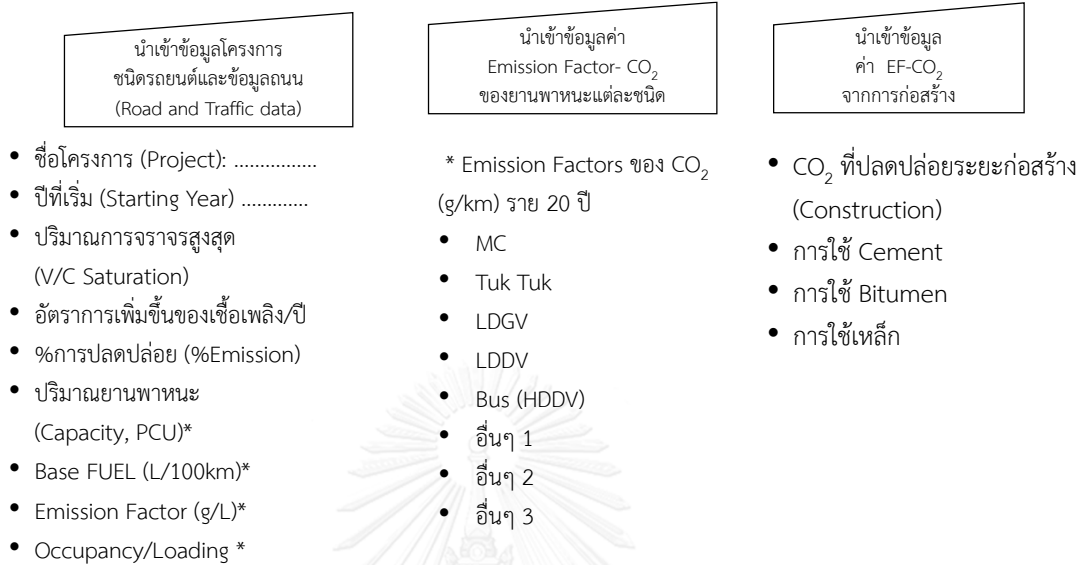 นำเข้าข้อมูลโครงการ
ชนิดรถยนต์และข้อมูลถนน
(Road and Traffic data)
• ชื่อโครงการ (Project): ................
• ปีที่เริ่ม (Starting Year) .............
• ปริมาณการจราจรสูงสุด
(V/C Saturation)
• อัตราการเพิ่มขึ้นของเชื้อเพลิง/ปี
• %การปลดปล่อย (%Emission)
• ปริมาณยานพาหนะ
(Capacity, PCU)*
• Base FUEL (L/100km)*
• Emission Factor (g/L)*
• Occupancy/Loading *
นำเข้าข้อมูลค่า
Emission Factor- CO₂
ของยานพาหนะแต่ละชนิด
* Emission Factors ของ CO₂
(g/km) ราย 20 ปี
• MC
• Tuk Tuk
• LDGV
• LDDV
• Bus (HDDV)
• อื่นๆ 1
• อื่นๆ 2
• อื่นๆ 3
นำเข้าข้อมูล
ค่า EF-CO₂
จากการก่อสร้าง
• CO₂ ที่ปลดปล่อยระยะก่อสร้าง
(Construction)
• การใช้ Cement
• การใช้ Bitumen
• การใช้เหล็ก